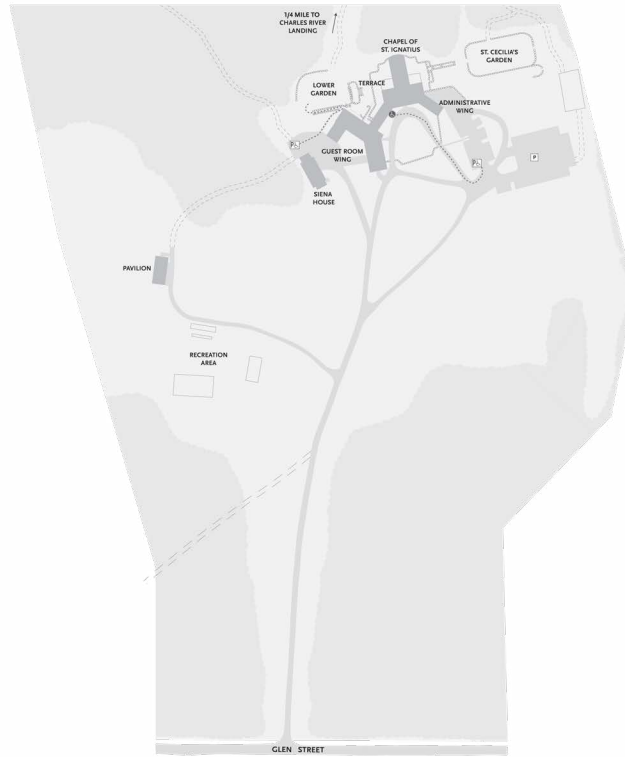 1/4 MILE TO
CHARLES RIVER
LANDING
CHAPEL OF
ST. IGNATIUS
ST. CECILIA'S
GARDEN
LOWER
GARDEN
TERRACE
ADMINISTRATIVE
WING
GUEST ROOM
WING
P
SIENA
HOUSE
PAVILION
RECREATION
AREA
GLEN STREET